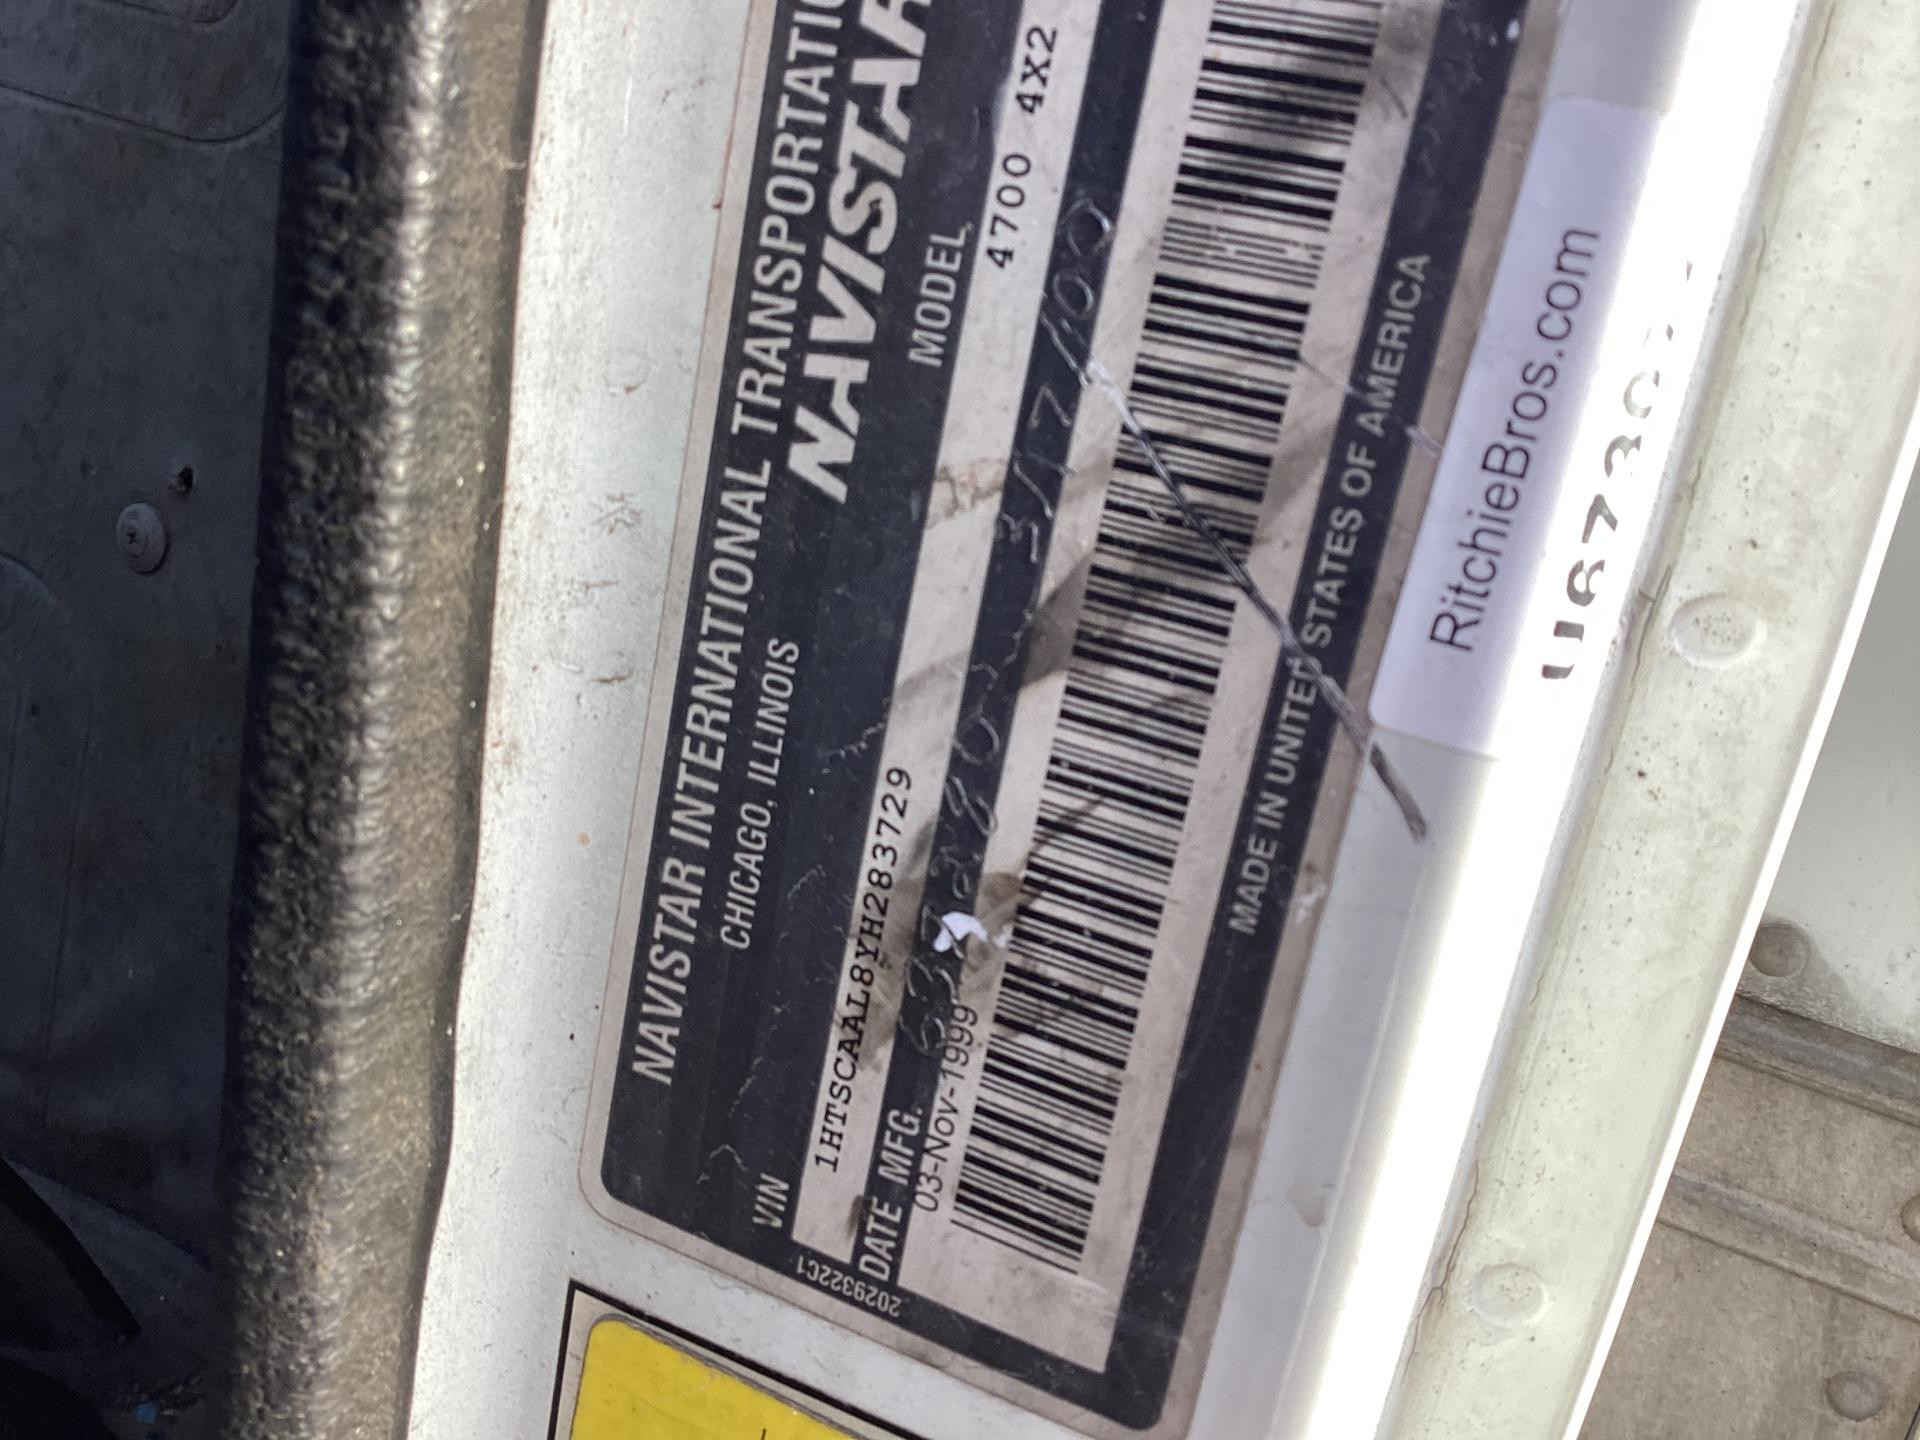 NAVISTAR INTERNATIONAL TRANSPORTATIO
CHICAGO, ILLINOIS
NAVISTAR
VIN
MODEL
1HTSCAAL8YH283729
4700 4X2
DATE MFG.
03-Nov-1999
MADE IN UNITED STATES OF AMERICA
2029322C1
RitchieBros.com